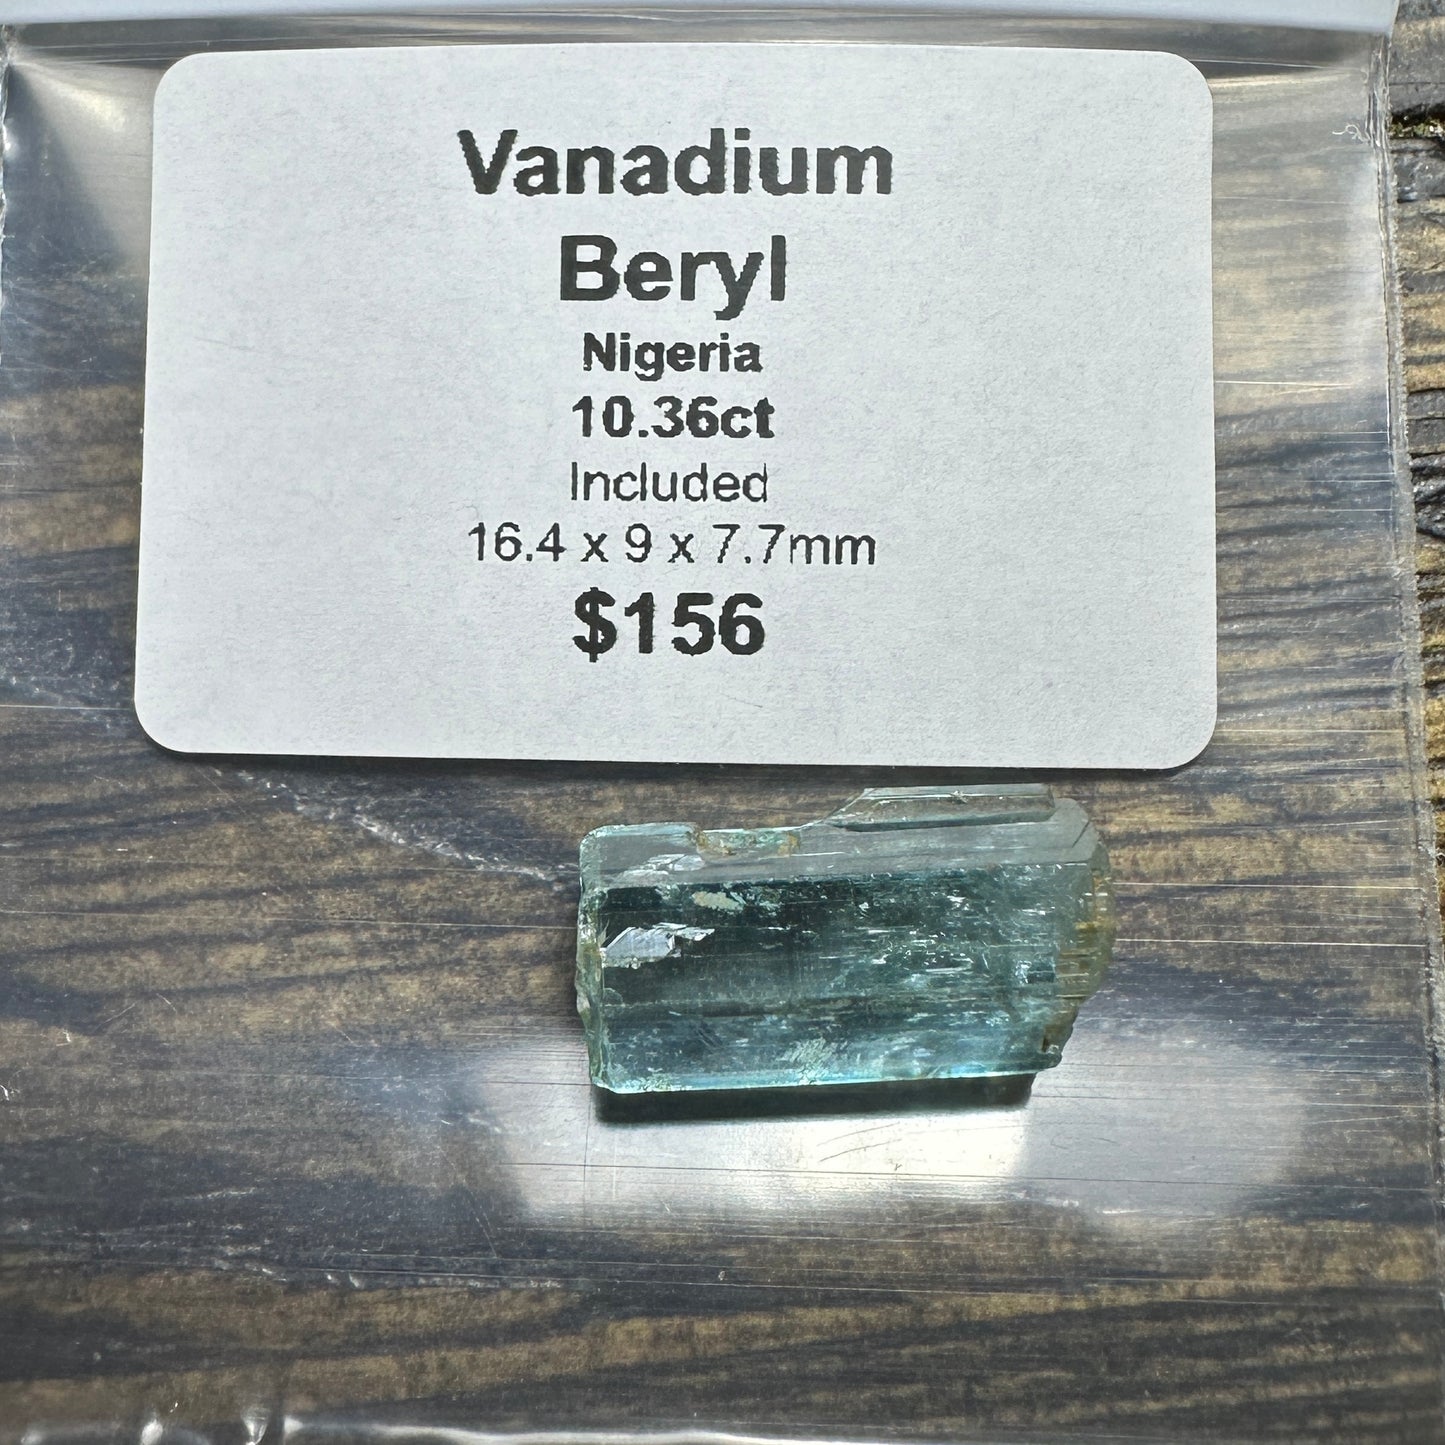 Vanadium
Beryl
Nigeria
10.36ct
Included
16.4 x 9 x 7.7mm
$156